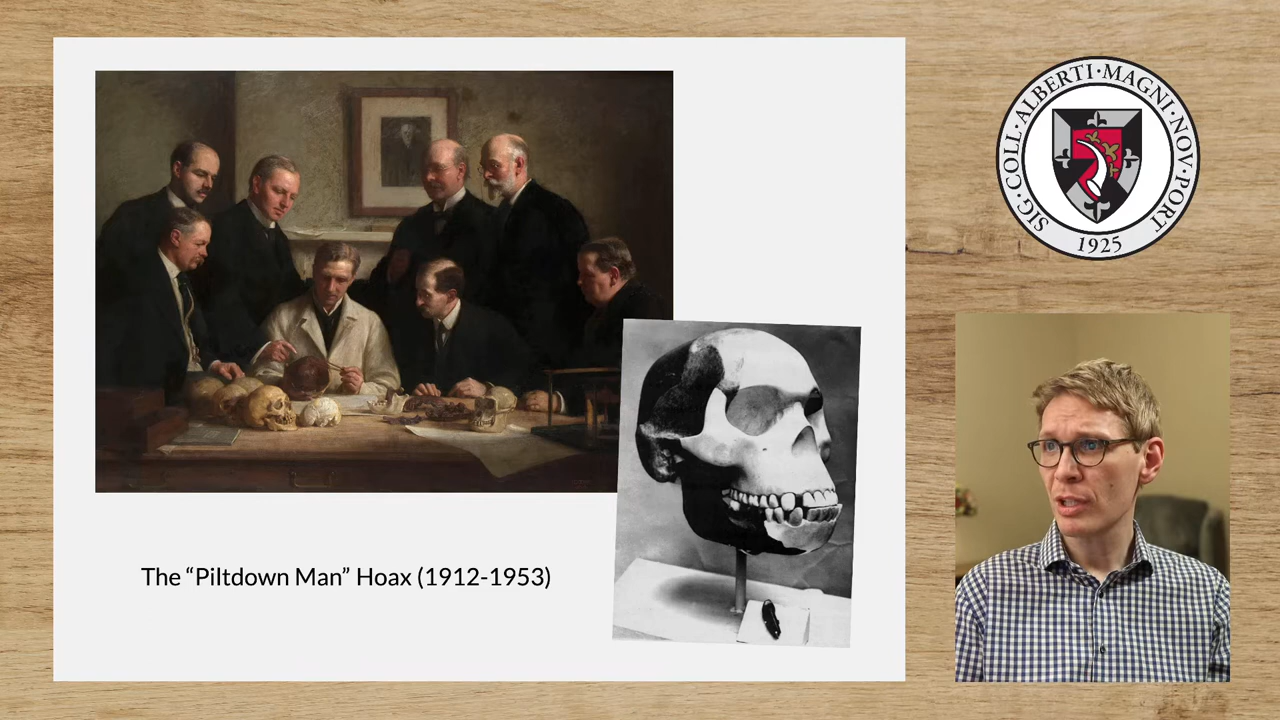 SIG·COLL·ALBERTI·MAGNI·NOV·PORT
1925
The “Piltdown Man” Hoax (1912-1953)